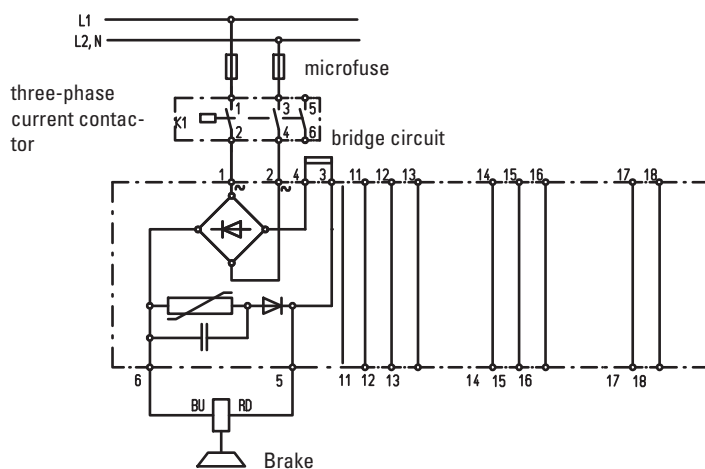 L1
L2, N
microfuse
three-phase
current contac-
tor
K1
1 3 5
2 4 6
bridge circuit
1 2 4 3 11 12 13 14 15 16 17 18
~ ~
6 5 11 12 13 14 15 16 17 18
BU RD
Brake